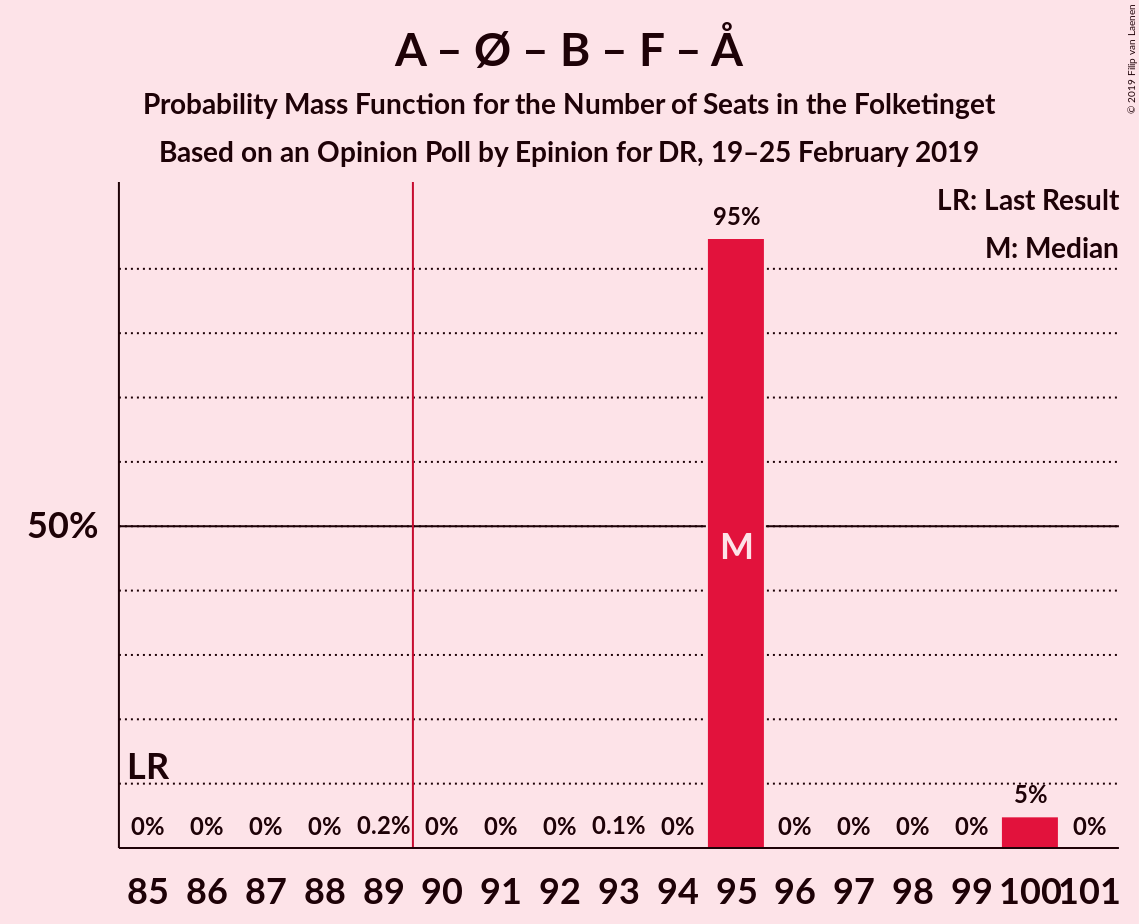 A – Ø – B – F – Å
Probability Mass Function for the Number of Seats in the Folketinget
Based on an Opinion Poll by Epinion for DR, 19–25 February 2019
© 2019 Filip van Laenen
LR: Last Result
M: Median
95%
50%
M
LR
5%
0% 0% 0% 0% 0.2% 0% 0% 0% 0.1% 0% 0% 0% 0% 0% 0%
85 86 87 88 89 90 91 92 93 94 95 96 97 98 99 100 101